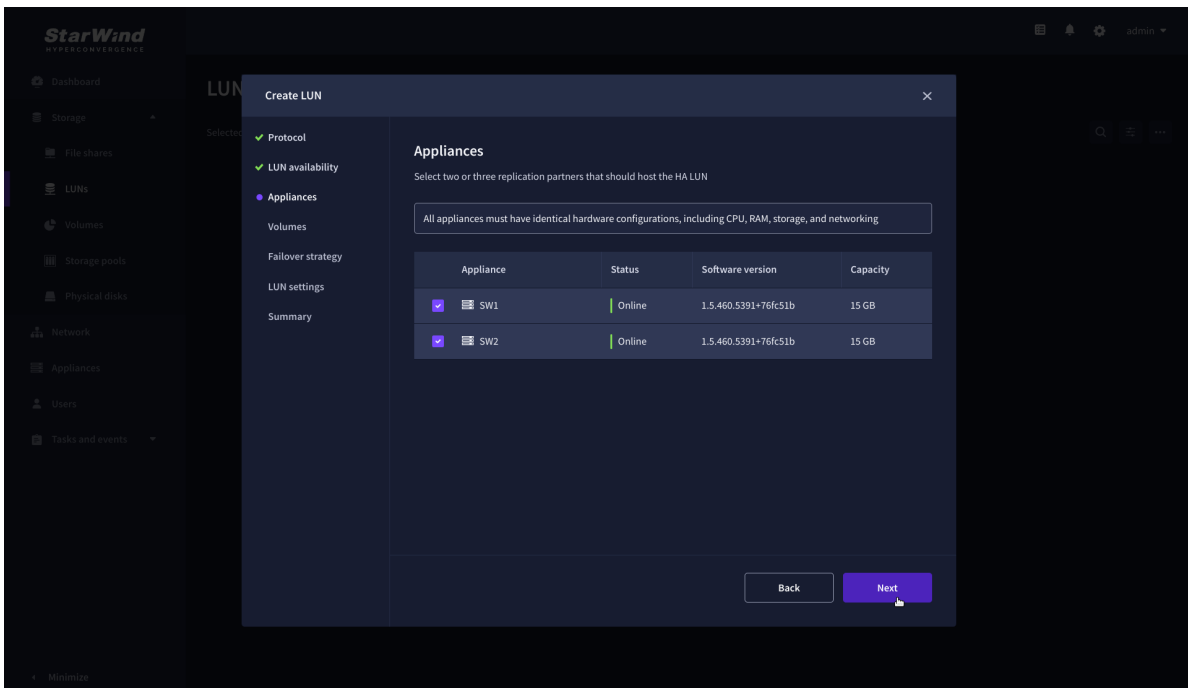 StarWind
HYPERCONVERGENCE
admin
Dashboard
Storage
File shares
LUNs
Volumes
Storage pools
Physical disks
Network
Appliances
Users
Tasks and events
Minimize
LUN
Selected
Create LUN
Protocol
LUN availability
Appliances
Volumes
Failover strategy
LUN settings
Summary
Appliances
Select two or three replication partners that should host the HA LUN
All appliances must have identical hardware configurations, including CPU, RAM, storage, and networking
Appliance Status Software version Capacity
SW1 Online 1.5.460.5391+76fc51b 15 GB
SW2 Online 1.5.460.5391+76fc51b 15 GB
Back Next